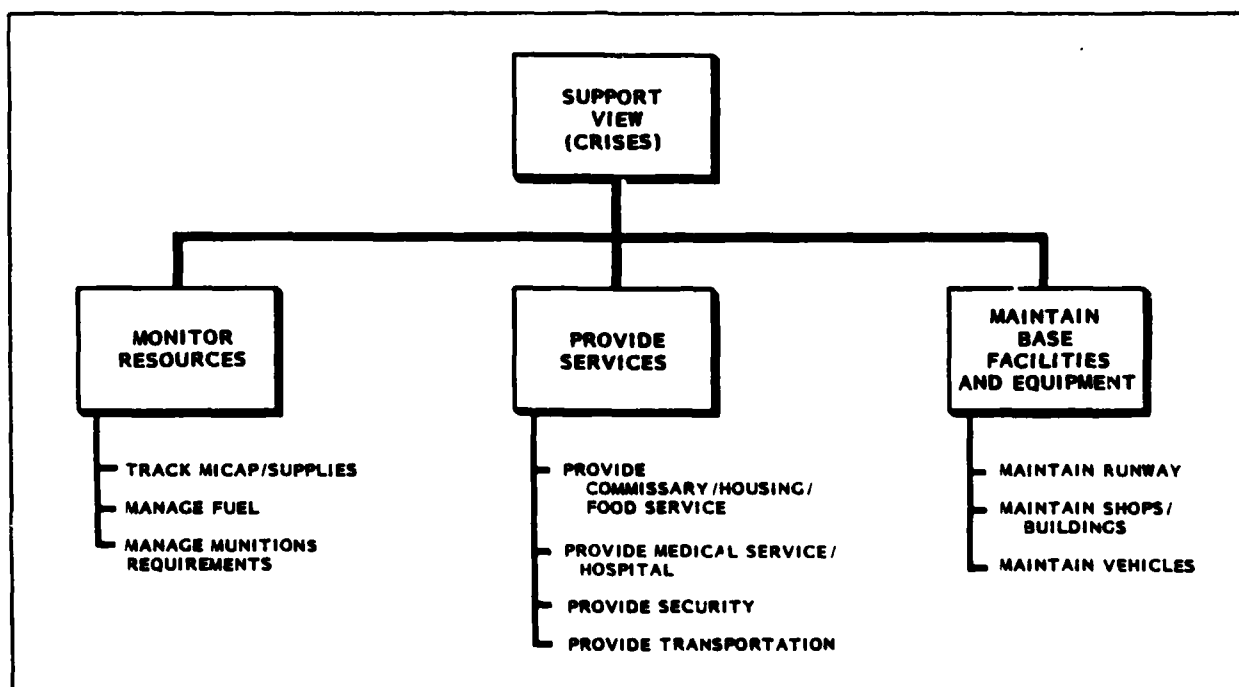 SUPPORT
VIEW
(CRISES)
MONITOR
RESOURCES
TRACK MICAP/SUPPLIES
MANAGE FUEL
MANAGE MUNITIONS
REQUIREMENTS
PROVIDE
SERVICES
PROVIDE
COMMISSARY/HOUSING/
FOOD SERVICE
PROVIDE MEDICAL SERVICE/
HOSPITAL
PROVIDE SECURITY
PROVIDE TRANSPORTATION
MAINTAIN
BASE
FACILITIES
AND EQUIPMENT
MAINTAIN RUNWAY
MAINTAIN SHOPS/
BUILDINGS
MAINTAIN VEHICLES